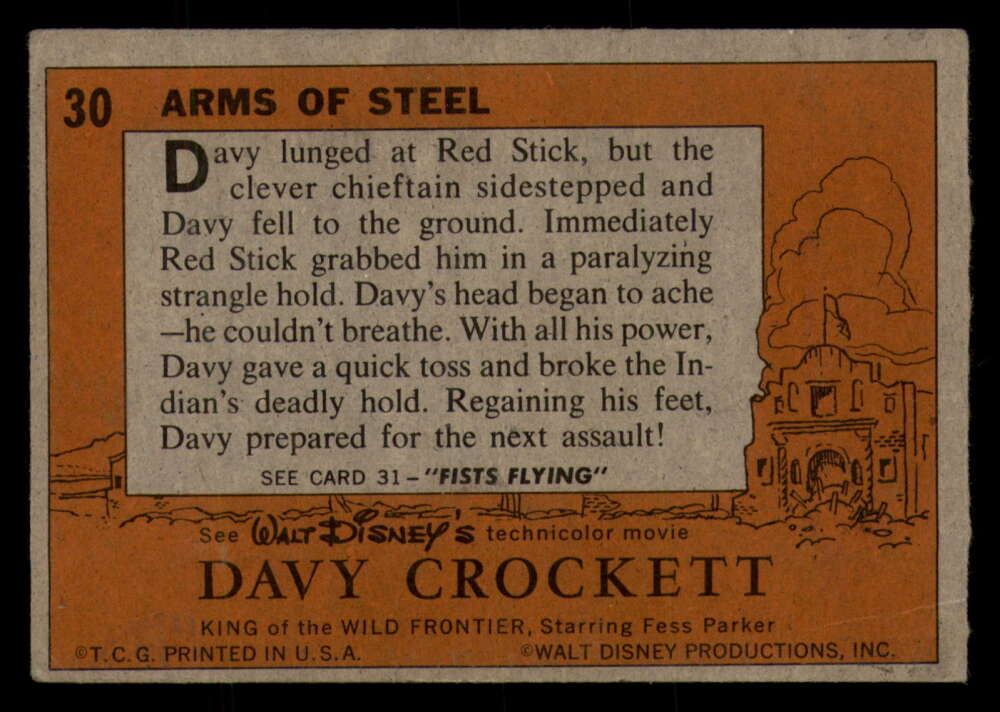 30 ARMS OF STEEL
Davy lunged at Red Stick, but the
clever chieftain sidestepped and
Davy fell to the ground. Immediately
Red Stick grabbed him in a paralyzing
strangle hold. Davy's head began to ache
—he couldn't breathe. With all his power,
Davy gave a quick toss and broke the In-
dian's deadly hold. Regaining his feet,
Davy prepared for the next assault!
SEE CARD 31–"FISTS FLYING"
See WALT DISNEY'S technicolor movie
DAVY CROCKETT
KING of the WILD FRONTIER, Starring Fess Parker
©T.C.G. PRINTED IN U.S.A. ©WALT DISNEY PRODUCTIONS, INC.